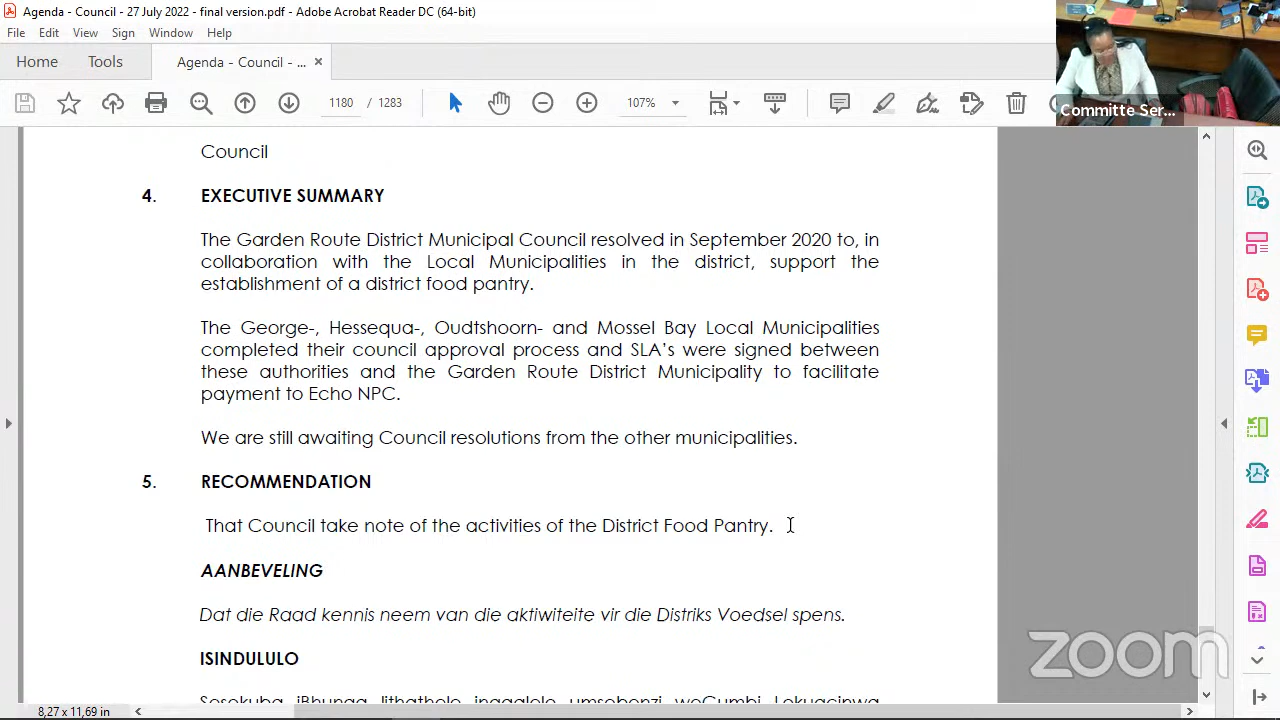 Agenda - Council - 27 July 2022 - final version.pdf - Adobe Acrobat Reader DC (64-bit)
File Edit View Sign Window Help
Home Tools Agenda - Council - ... ×
1180 / 1283 107%
Committe Ser...
Council
4. EXECUTIVE SUMMARY
The Garden Route District Municipal Council resolved in September 2020 to, in
collaboration with the Local Municipalities in the district, support the
establishment of a district food pantry.
The George-, Hessequa-, Oudtshoorn- and Mossel Bay Local Municipalities
completed their council approval process and SLA's were signed between
these authorities and the Garden Route District Municipality to facilitate
payment to Echo NPC.
We are still awaiting Council resolutions from the other municipalities.
5. RECOMMENDATION
That Council take note of the activities of the District Food Pantry.
AANBEVELING
Dat die Raad kennis neem van die aktiwiteite vir die Distriks Voedsel spens.
ISINDULULO
zoom
8,27 x 11,69 in